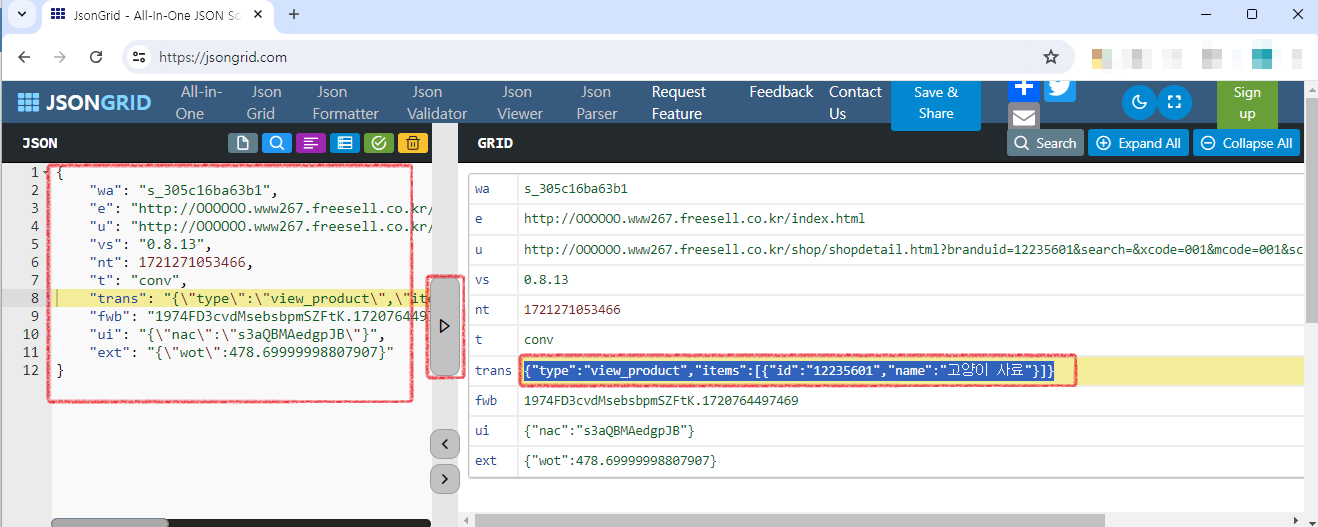 JsonGrid - All-In-One JSON So
https://jsongrid.com
JSONGRID
All-in-One
Json Grid
Json Formatter
Json Validator
Json Viewer
Json Parser
Request Feature
Feedback
Contact Us
Save & Share
Sign up
JSON
GRID
Search
Expand All
Collapse All
1 {
2 "wa": "s_305c16ba63b1",
3 "e": "http://OOOOOO.www267.freesell.co.kr/
4 "u": "http://OOOOOO.www267.freesell.co.kr/
5 "vs": "0.8.13",
6 "nt": 1721271053466,
7 "t": "conv",
8 "trans": "{\"type\":\"view_product\",\"ite
9 "fwb": "1974FD3cvdMsebsbpmSZFtK.1720764497
10 "ui": "{\"nac\":\"s3aQBMAedgpJB\"}",
11 "ext": "{\"wot\":478.69999998807907}"
12 }
wa s_305c16ba63b1
e http://OOOOOO.www267.freesell.co.kr/index.html
u http://OOOOOO.www267.freesell.co.kr/shop/shopdetail.html?branduid=12235601&search=&xcode=001&mcode=001&sc
vs 0.8.13
nt 1721271053466
t conv
trans {"type":"view_product","items":[{"id":"12235601","name":"고양이 사료"}]}
fwb 1974FD3cvdMsebsbpmSZFtK.1720764497469
ui {"nac":"s3aQBMAedgpJB"}
ext {"wot":478.69999998807907}